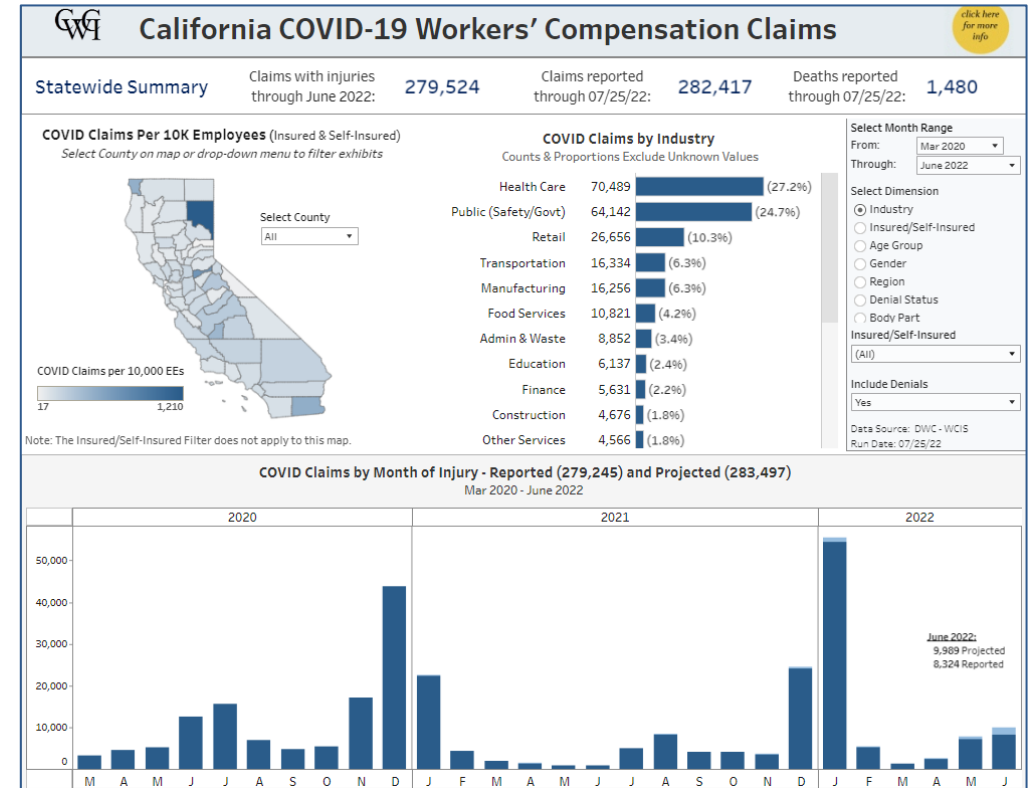 CWCI
California COVID-19 Workers' Compensation Claims
click here
for more
info
Statewide Summary
Claims with injuries
through June 2022:
279,524
Claims reported
through 07/25/22:
282,417
Deaths reported
through 07/25/22:
1,480
COVID Claims Per 10K Employees (Insured & Self-Insured)
Select County on map or drop-down menu to filter exhibits
Select County
All
COVID Claims per 10,000 EEs
17 1,210
Note: The Insured/Self-Insured Filter does not apply to this map.
COVID Claims by Industry
Counts & Proportions Exclude Unknown Values
Health Care 70,489 (27.2%)
Public (Safety/Govt) 64,142 (24.7%)
Retail 26,656 (10.3%)
Transportation 16,334 (6.3%)
Manufacturing 16,256 (6.3%)
Food Services 10,821 (4.2%)
Admin & Waste 8,852 (3.4%)
Education 6,137 (2.4%)
Finance 5,631 (2.2%)
Construction 4,676 (1.8%)
Other Services 4,566 (1.8%)
Select Month Range
From: Mar 2020
Through: June 2022
Select Dimension
Industry
Insured/Self-Insured
Age Group
Gender
Region
Denial Status
Body Part
Insured/Self-Insured
(All)
Include Denials
Yes
Data Source: DWC - WCIS
Run Date: 07/25/22
COVID Claims by Month of Injury - Reported (279,245) and Projected (283,497)
Mar 2020 - June 2022
2020 2021 2022
50,000
40,000
30,000
20,000
10,000
0
June 2022:
9,989 Projected
8,324 Reported
M A M J J A S O N D J F M A M J J A S O N D J F M A M J